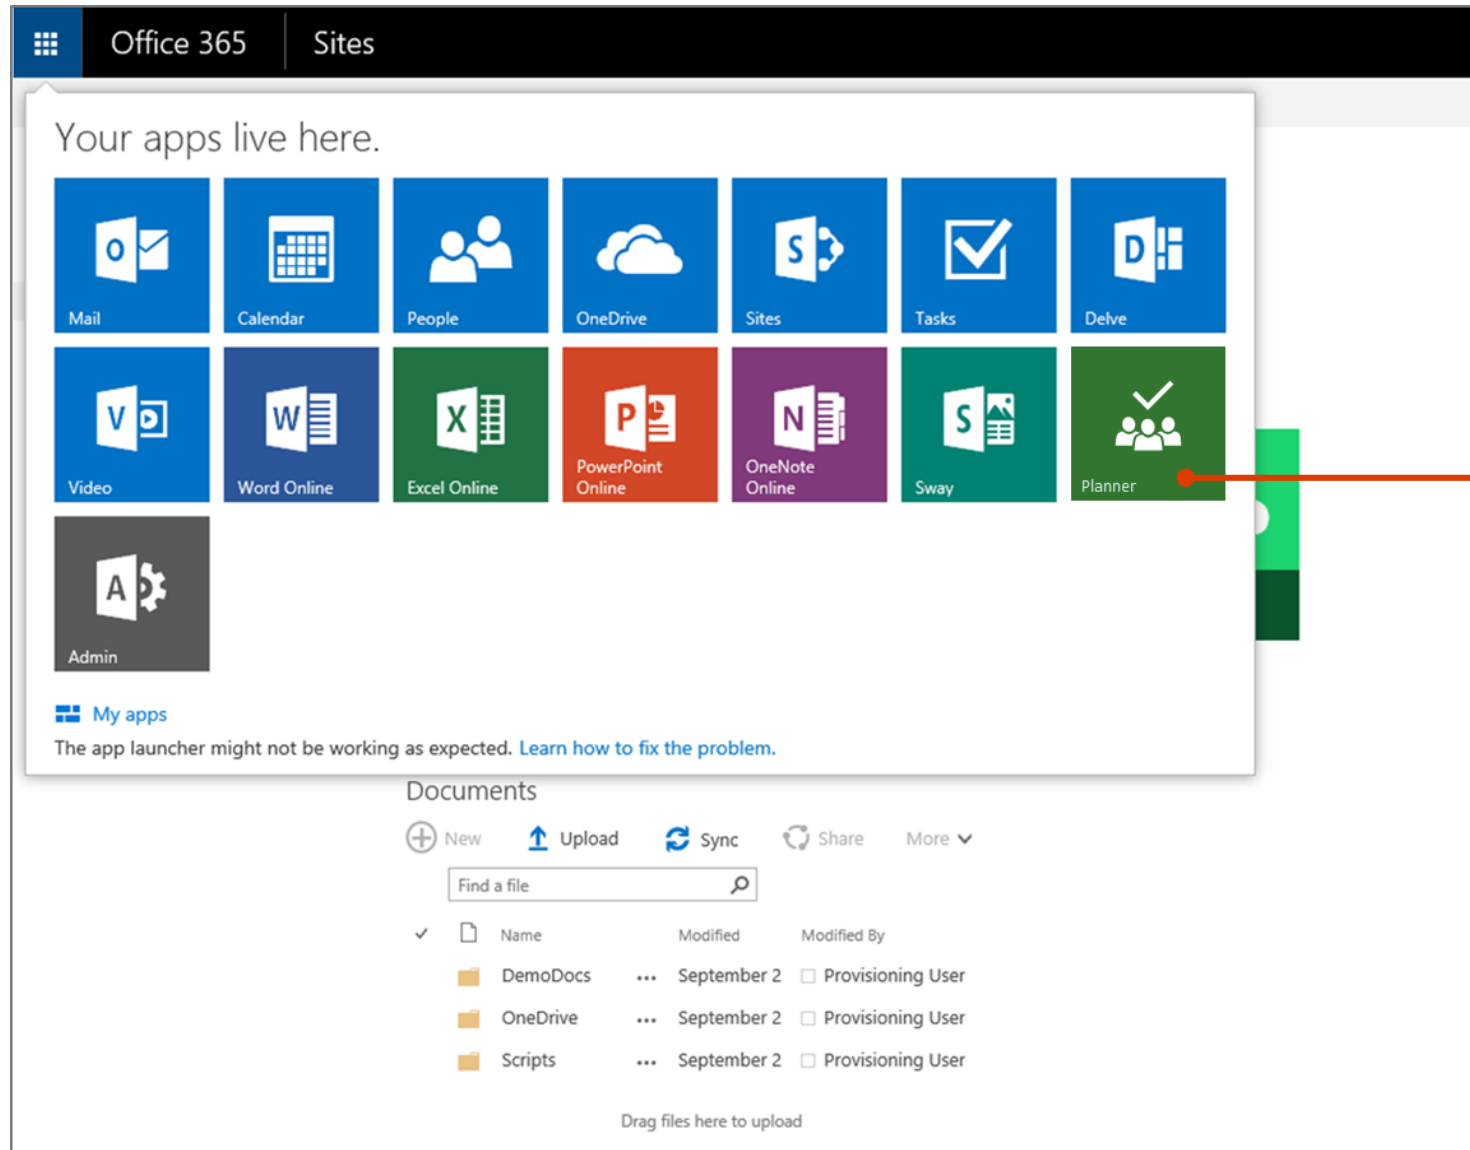 Office 365
Sites
Your apps live here.
Mail
Calendar
People
OneDrive
Sites
Tasks
Delve
Video
Word Online
Excel Online
PowerPoint
Online
OneNote
Online
Sway
Planner
Admin
My apps
The app launcher might not be working as expected. Learn how to fix the problem.
Documents
New
Upload
Sync
Share
More
Find a file
Name
Modified
Modified By
DemoDocs
...
September 2
Provisioning User
OneDrive
...
September 2
Provisioning User
Scripts
...
September 2
Provisioning User
Drag files here to upload